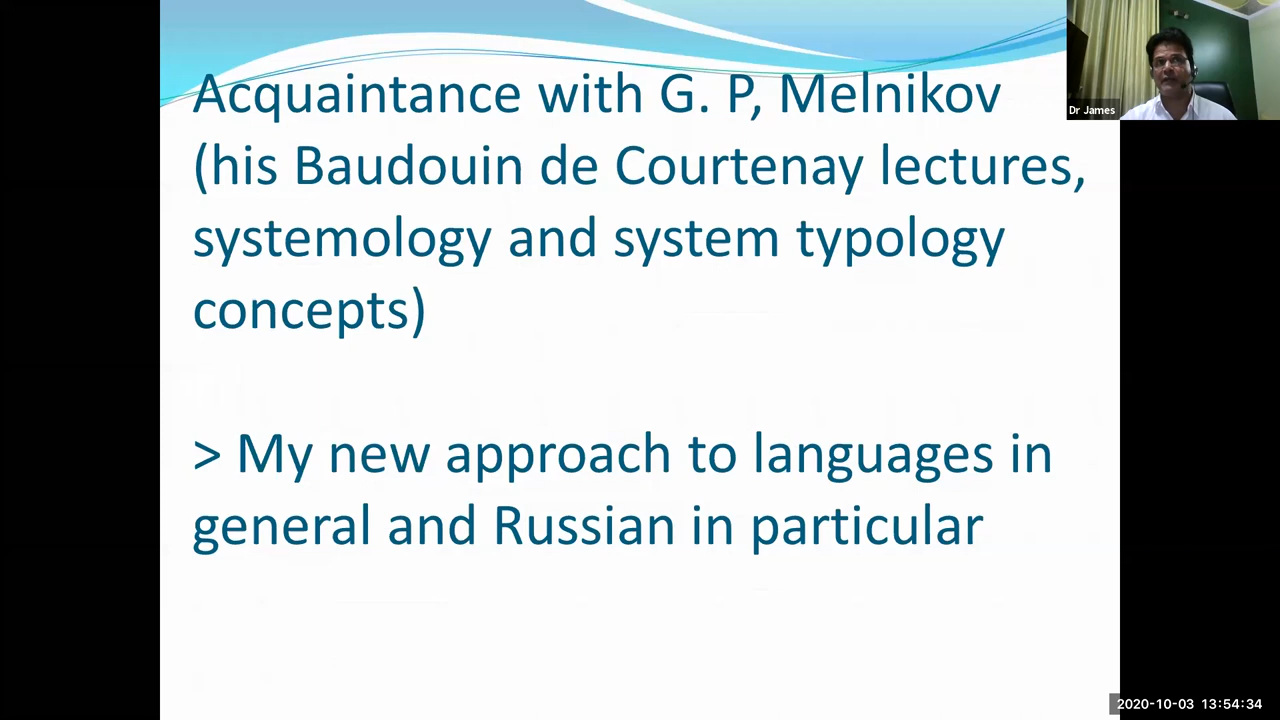 Acquaintance with G. P, Melnikov
(his Baudouin de Courtenay lectures,
systemology and system typology
concepts)
> My new approach to languages in
general and Russian in particular
Dr James
2020-10-03 13:54:34